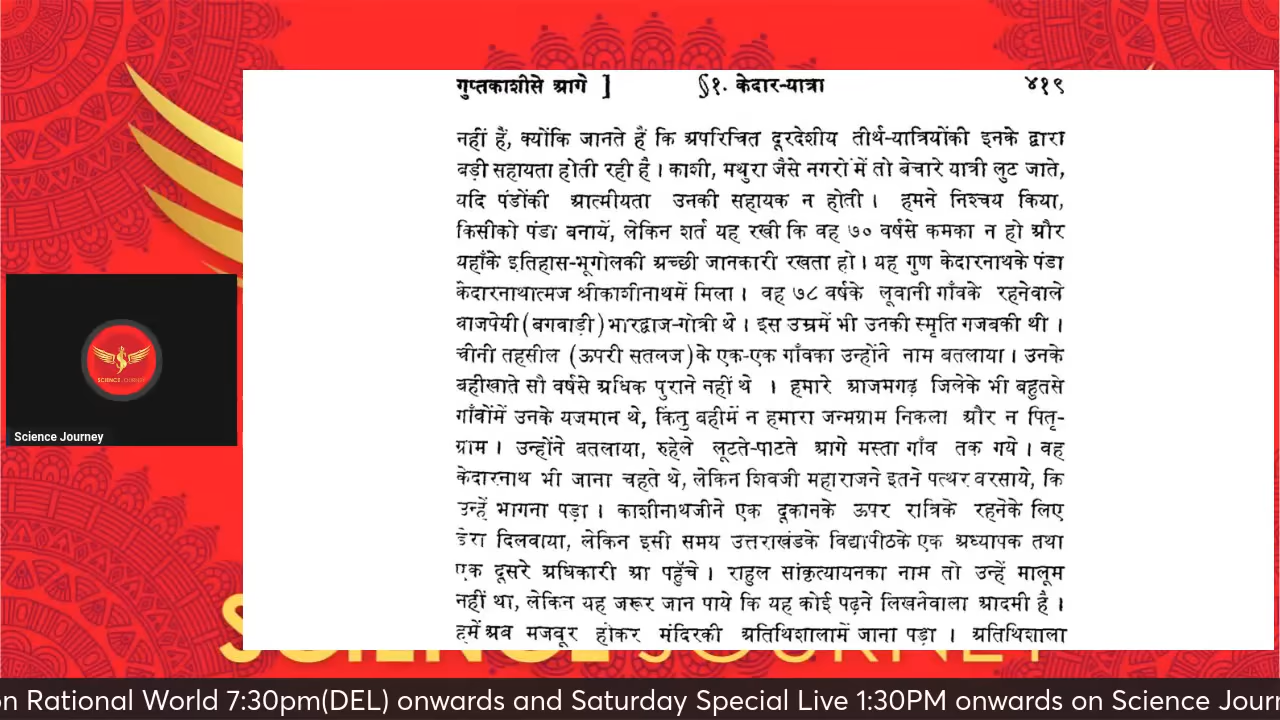 गुप्तकाशीसे आगे ] §१. केदार-यात्रा ४१९
नहीं हैं, क्योंकि जानते हैं कि अपरिचित दूरदेशीय तीर्थ-यात्रियोंकी इनके द्वारा
बड़ी सहायता होती रही है । काशी, मथुरा जैसे नगरों में तो बेचारे यात्री लुट जाते,
यदि पंडोंकी आत्मीयता उनकी सहायक न होती । हमने निश्चय किया,
किसीको पंडा बनायें, लेकिन शर्त यह रखी कि वह ७० वर्षसे कमका न हो और
यहाँके इतिहास-भूगोलकी अच्छी जानकारी रखता हो । यह गुण केदारनाथके पंडा
केदारनाथात्मज श्रीकाशीनाथमें मिला । वह ७८ वर्षके लूवानी गाँवके रहनेवाले
वाजपेयी (बगवाड़ी) भारद्वाज-गोत्री थे । इस उम्रमें भी उनकी स्मृति गजबकी थी ।
चीनी तहसील (ऊपरी सतलज) के एक-एक गाँवका उन्होंने नाम बतलाया । उनके
बहीखाते सौ वर्षसे अधिक पुराने नहीं थे । हमारे आजमगढ़ जिलेके भी बहुतसे
गाँवोंमें उनके यजमान थे, किंतु बहीमें न हमारा जन्मग्राम निकला और न पितृ-
ग्राम । उन्होंने बतलाया, रुहेले लूटते-पाटते आगे मस्ता गाँव तक गये । वह
केदारनाथ भी जाना चहते थे, लेकिन शिवजी महाराजने इतने पत्थर वरसाये, कि
उन्हें भागना पड़ा । काशीनाथजीने एक दूकानके ऊपर रात्रिके रहनेके लिए
डेरा दिलवाया, लेकिन इसी समय उत्तराखंडके विद्यापीठके एक अध्यापक तथा
एक दूसरे अधिकारी आ पहुँचे । राहुल सांकृत्यायनका नाम तो उन्हें मालूम
नहीं था, लेकिन यह जरूर जान पाये कि यह कोई पढ़ने लिखनेवाला आदमी है ।
हमें अब मजबूर होकर मंदिरकी अतिथिशालामें जाना पड़ा । अतिथिशाला
SCIENCE JOURNEY
Science Journey
SCIENCE JOURNEY
on Rational World 7:30pm(DEL) onwards and Saturday Special Live 1:30PM onwards on Science Jour